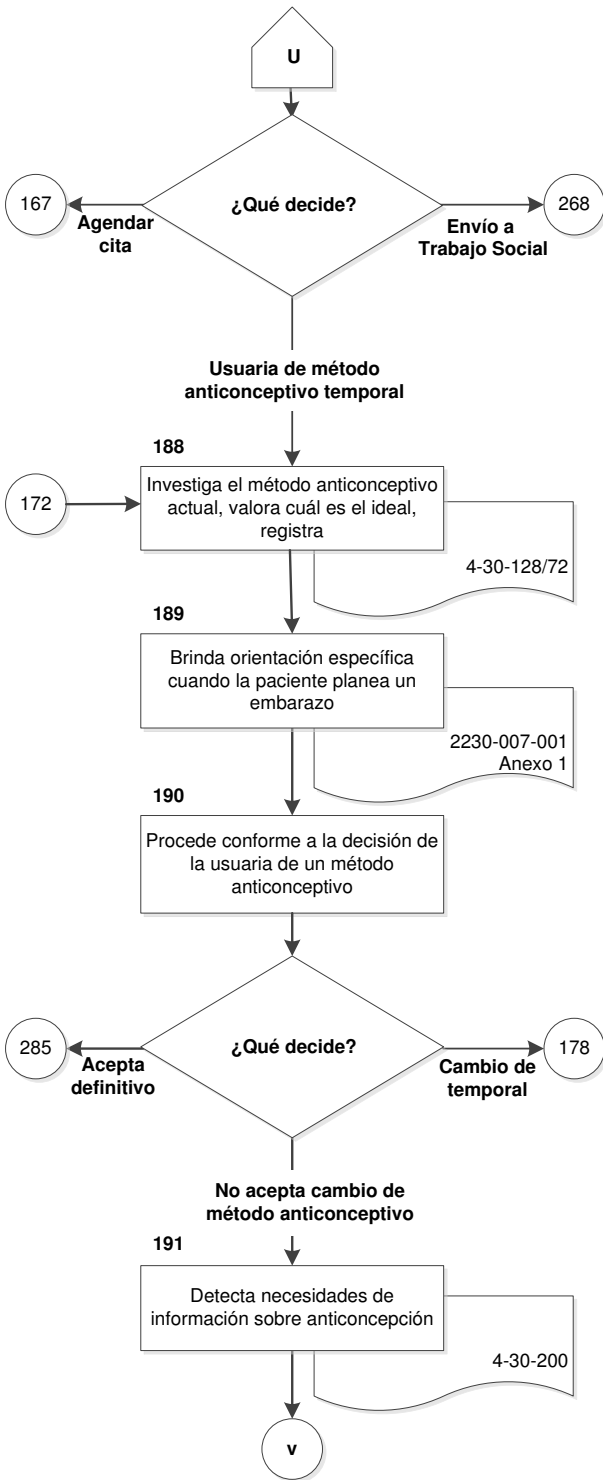 U
¿Qué decide?
167
Agendar
cita
268
Envío a
Trabajo Social
Usuaria de método
anticonceptivo temporal
188
172
Investiga el método anticonceptivo
actual, valora cuál es el ideal,
registra
4-30-128/72
189
Brinda orientación específica
cuando la paciente planea un
embarazo
2230-007-001
Anexo 1
190
Procede conforme a la decisión de
la usuaria de un método
anticonceptivo
¿Qué decide?
285
Acepta
definitivo
178
Cambio de
temporal
No acepta cambio de
método anticonceptivo
191
Detecta necesidades de
información sobre anticoncepción
4-30-200
v